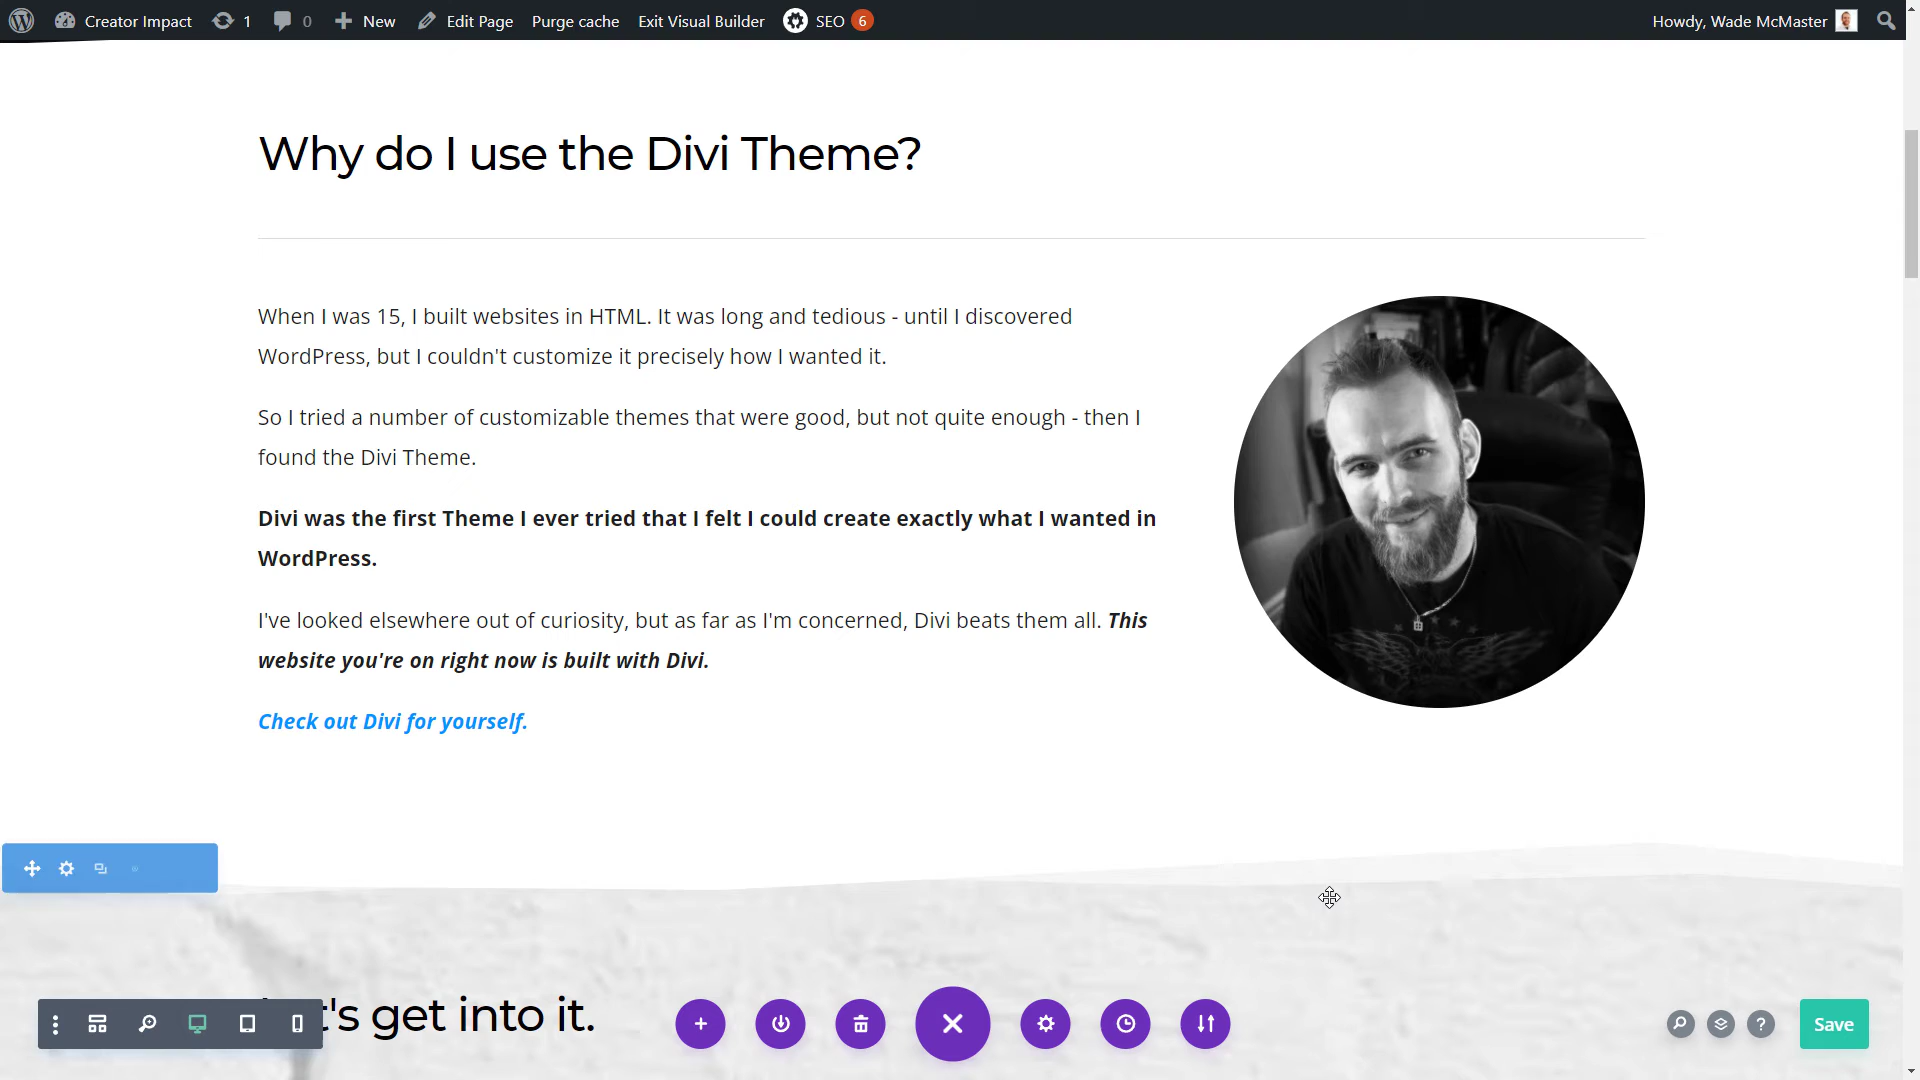 Creator Impact 1 0 New Edit Page Purge cache Exit Visual Builder SEO 6 Howdy, Wade McMaster
Why do I use the Divi Theme?
When I was 15, I built websites in HTML. It was long and tedious - until I discovered
WordPress, but I couldn't customize it precisely how I wanted it.
So I tried a number of customizable themes that were good, but not quite enough - then I
found the Divi Theme.
Divi was the first Theme I ever tried that I felt I could create exactly what I wanted in
WordPress.
I've looked elsewhere out of curiosity, but as far as I'm concerned, Divi beats them all. This
website you're on right now is built with Divi.
Check out Divi for yourself.
's get into it.
? Save